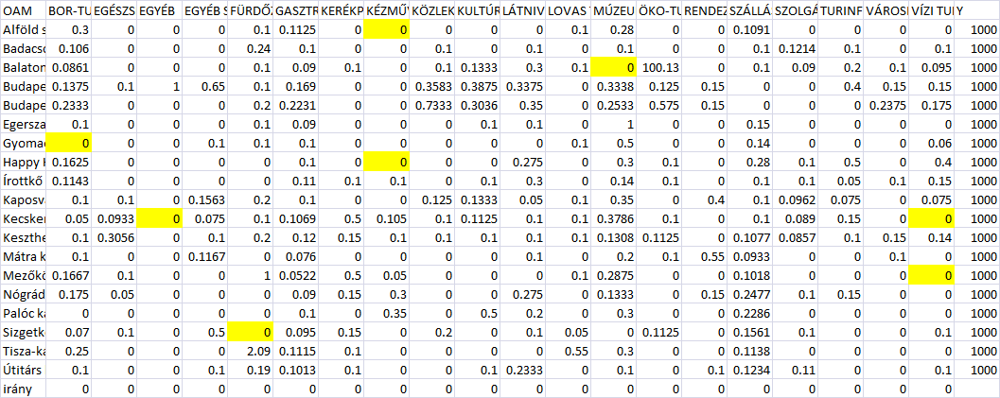 OAM BOR-TU EGÉSZS EGYÉB EGYÉB S FÜRDŐZ GASZTR KERÉKP KÉZMŰV KÖZLEK KULTÚR LÁTNIV LOVAS MÚZEU ÖKO-TU RENDEZ SZÁLLÁ SZOLGÁ TURINF VÁROSI VÍZI TUI Y
Alföld s 0.3 0 0 0 0.1 0.1125 0 0 0 0 0 0.1 0.28 0 0 0.1091 0 0 0 0 1000
Badacso 0.106 0 0 0 0.24 0.1 0 0 0.1 0 0.1 0 0.1 0 0 0.1 0.1214 0.1 0 0.1 1000
Balaton 0.0861 0 0 0 0.1 0.09 0.1 0 0.1 0.1333 0.3 0.1 0 100.13 0 0.1 0.09 0.2 0.1 0.095 1000
Budape 0.1375 0.1 1 0.65 0.1 0.169 0 0 0.3583 0.3875 0.3375 0 0.3338 0.125 0.15 0 0 0.4 0.15 0.15 1000
Budape 0.2333 0 0 0 0.2 0.2231 0 0 0.7333 0.3036 0.35 0 0.2533 0.575 0.15 0 0 0 0.2375 0.175 1000
Egersza 0.1 0 0 0 0.1 0.09 0 0 0 0.1 0.1 0 1 0 0 0.15 0 0 0 0 1000
Gyomae 0 0 0 0.1 0.1 0.1 0 0 0 0 0 0.1 0.5 0 0 0.14 0 0 0 0.06 1000
Happy H 0.1625 0 0 0 0 0.1 0 0 0 0 0.275 0 0.3 0.1 0 0.28 0.1 0.5 0 0.4 1000
Írottkő 0.1143 0 0 0 0 0.11 0.1 0.1 0 0.1 0.3 0 0.14 0.1 0 0.1 0.1 0.05 0.1 0.15 1000
Kaposvá 0.1 0.1 0 0.1563 0.2 0.1 0 0 0.125 0.1333 0.05 0.1 0.35 0 0.4 0.1 0.0962 0.075 0 0.075 1000
Kecsken 0.05 0.0933 0 0.075 0.1 0.1069 0.5 0.105 0.1 0.1125 0.1 0.1 0.3786 0.1 0 0.1 0.089 0.15 0 0 1000
Keszthe 0.1 0.3056 0 0.1 0.2 0.12 0.15 0.1 0.1 0.1 0.1 0.1 0.1308 0.1125 0 0.1077 0.0857 0.1 0.15 0.14 1000
Mátra k 0.1 0 0 0.1167 0 0.076 0 0 0 0 0.1 0 0.2 0.1 0.55 0.0933 0 0 0.1 0 1000
Mezőkö 0.1667 0.1 0 0 1 0.0522 0.5 0.05 0 0 0.1 0 0.2875 0 0 0.1018 0 0 0 0 1000
Nógrád 0.175 0.05 0 0 0 0.09 0.15 0.3 0 0 0.275 0 0.1333 0 0.15 0.2477 0.1 0.15 0 0 1000
Palóc ka 0 0 0 0 0 0.1 0 0.35 0 0.5 0.2 0 0.3 0 0 0.2286 0 0 0 0 1000
Sizgetkö 0.07 0.1 0 0.5 0 0.095 0.15 0 0.2 0 0.1 0.05 0 0.1125 0 0.1561 0.1 0 0 0.1 1000
Tisza-ka 0.25 0 0 0 2.09 0.1115 0.1 0 0 0 0 0.55 0.3 0 0 0.1138 0 0 0 0 1000
Útitárs 0.1 0 0 0.1 0.19 0.1013 0.1 0 0 0.1 0.2333 0 0.1 0 0.1 0.1234 0.11 0 0 0.1 1000
irány 0 0 0 0 0 0 0 0 0 0 0 0 0 0 0 0 0 0 0 0